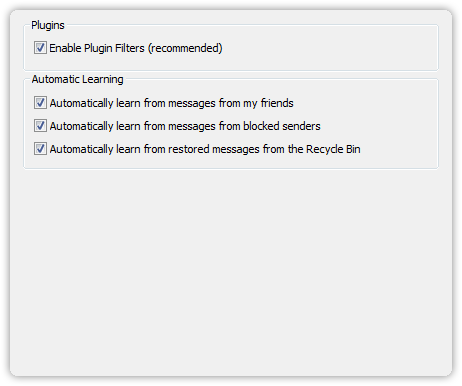 Plugins
Enable Plugin Filters (recommended)
Automatic Learning
Automatically learn from messages from my friends
Automatically learn from messages from blocked senders
Automatically learn from restored messages from the Recycle Bin